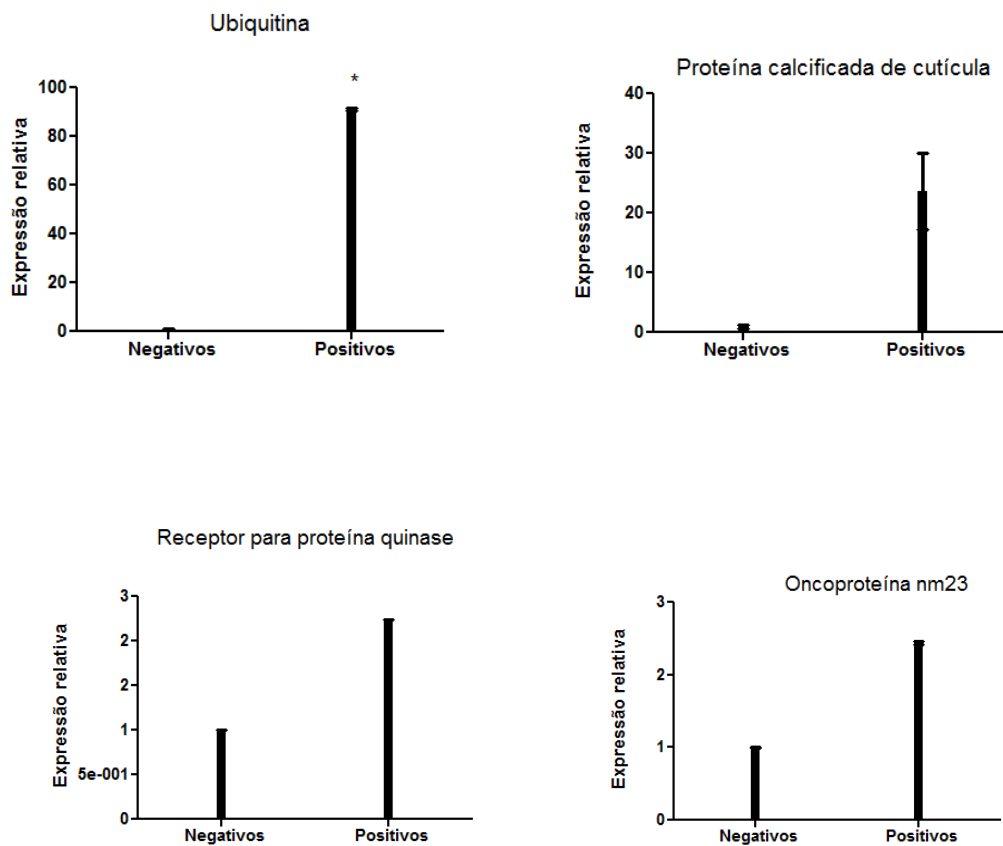 Ubiquitina
*
Expressão relativa
100
80
60
40
20
0
Negativos
Positivos
Proteína calcificada de cutícula
Expressão relativa
40
30
20
10
0
Negativos
Positivos
Receptor para proteína quinase
Expressão relativa
3
2
2
1
5e-001
0
Negativos
Positivos
Oncoproteína nm23
Expressão relativa
3
2
1
0
Negativos
Positivos